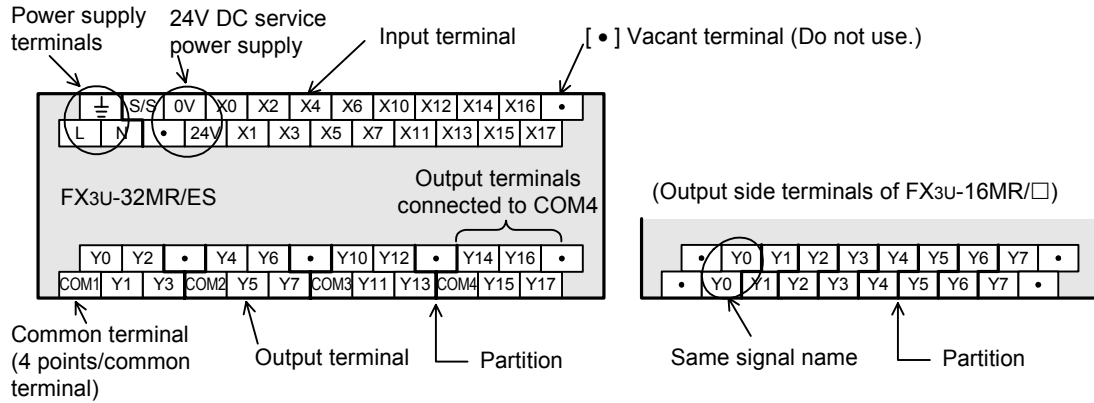 Power supply
terminals
24V DC service
power supply
Input terminal
[ • ] Vacant terminal (Do not use.)
⏚ S/S 0V X0 X2 X4 X6 X10 X12 X14 X16 •
L N • 24V X1 X3 X5 X7 X11 X13 X15 X17
FX3U-32MR/ES
Output terminals
connected to COM4
Y0 Y2 • Y4 Y6 • Y10 Y12 • Y14 Y16 •
COM1 Y1 Y3 COM2 Y5 Y7 COM3 Y11 Y13 COM4 Y15 Y17
Common terminal
(4 points/common
terminal)
Output terminal
Partition
(Output side terminals of FX3U-16MR/□)
• Y0 Y1 Y2 Y3 Y4 Y5 Y6 Y7 •
• Y0 Y1 Y2 Y3 Y4 Y5 Y6 Y7 •
Same signal name
Partition